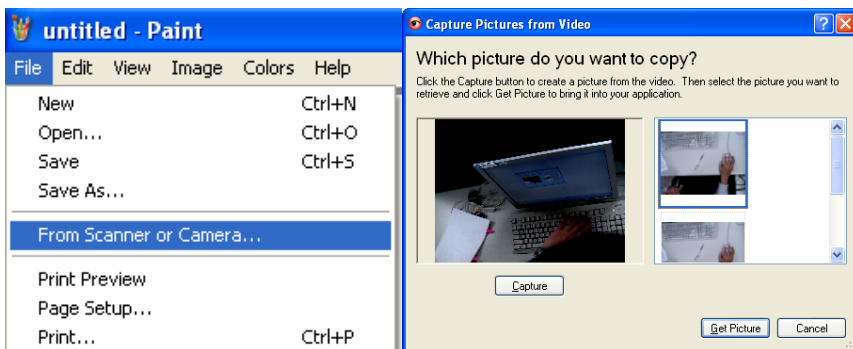 untitled - Paint
File Edit View Image Colors Help
New Ctrl+N
Open... Ctrl+O
Save Ctrl+S
Save As...
From Scanner or Camera...
Print Preview
Page Setup...
Print... Ctrl+P
Capture Pictures from Video
Which picture do you want to copy?
Click the Capture button to create a picture from the video. Then select the picture you want to
retrieve and click Get Picture to bring it into your application.
Capture
Get Picture Cancel